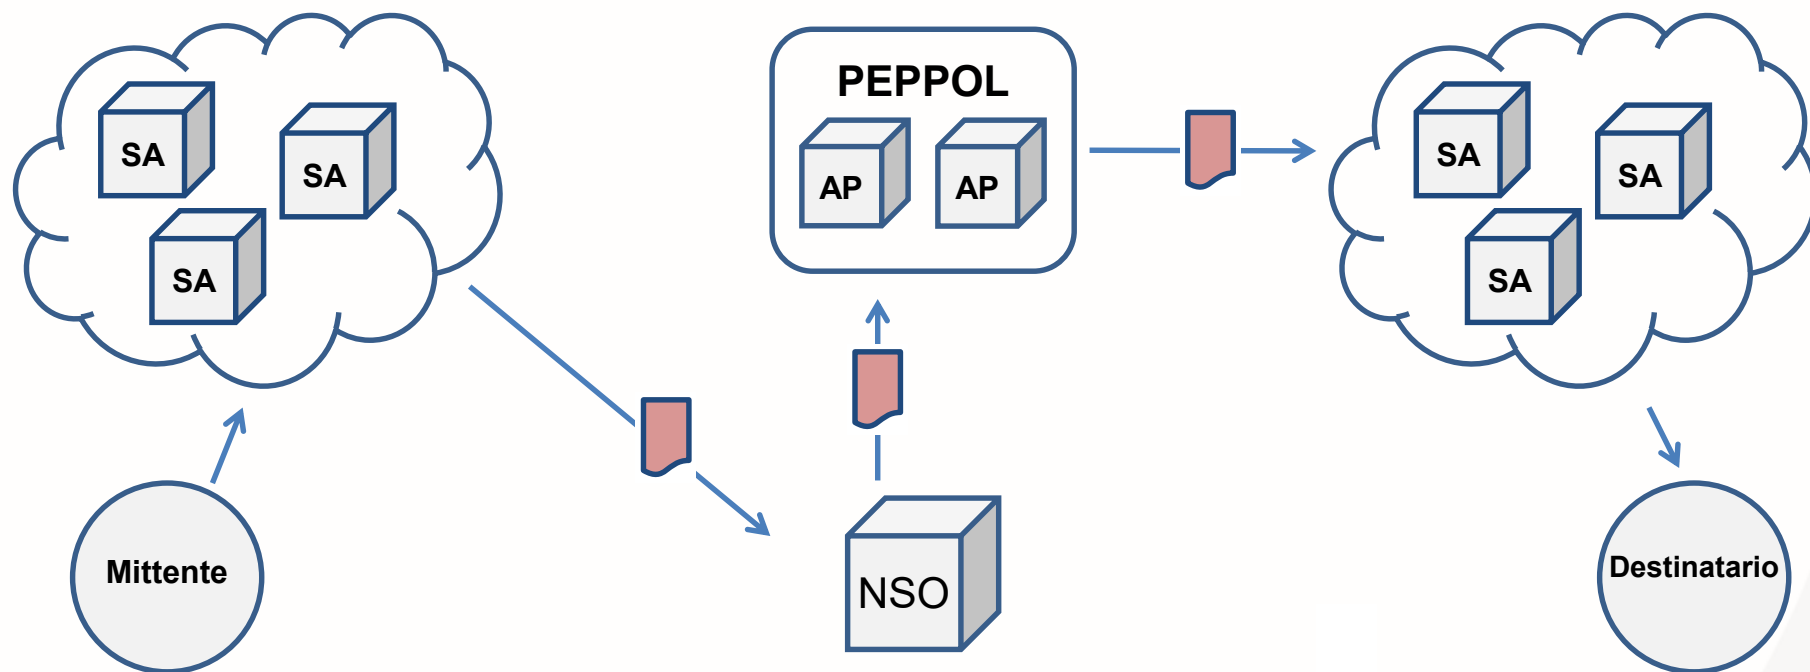 SA
SA
SA
PEPPOL
AP
AP
SA
SA
SA
Mittente
NSO
Destinatario